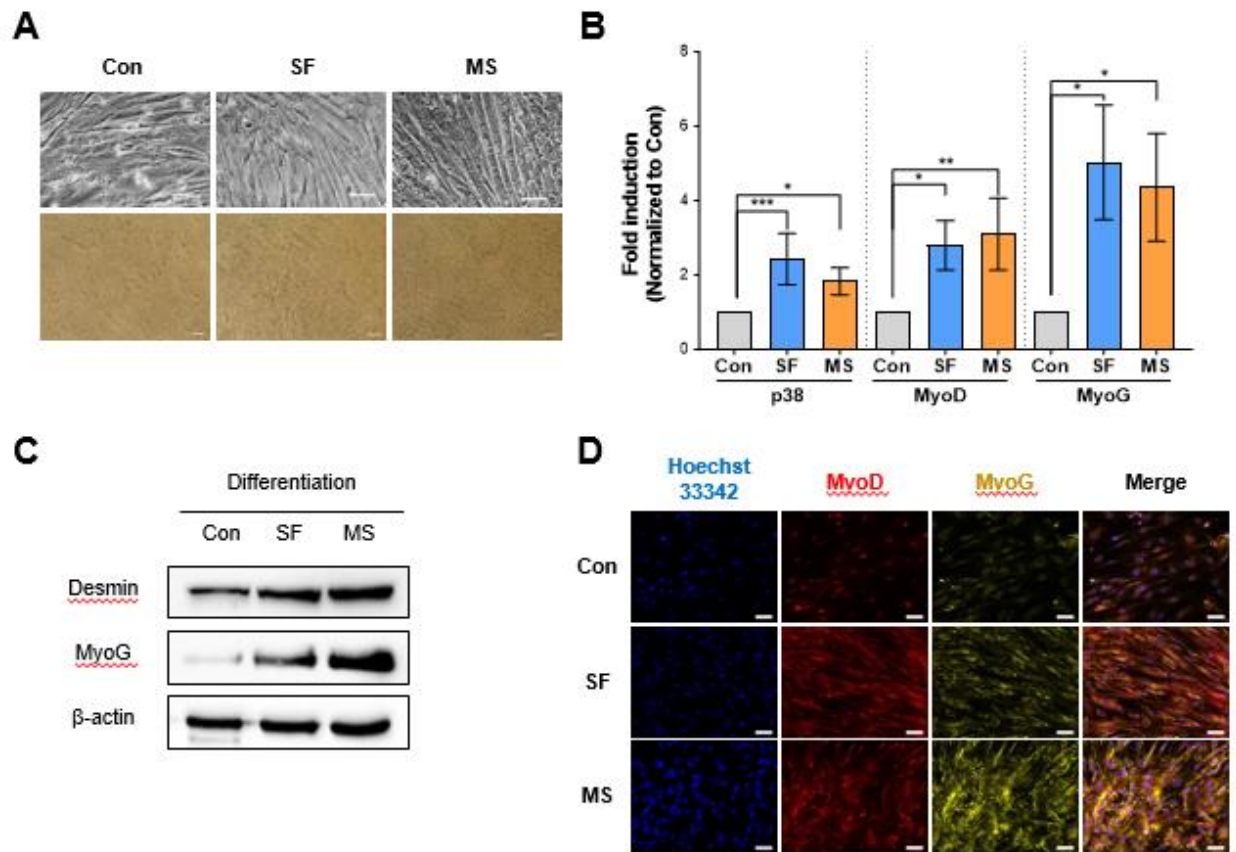 A
Con SF MS
B
Fold induction
(Normalized to Con)
8
6
4
2
0
*** *
* **
* *
Con SF MS Con SF MS Con SF MS
p38 MyoD MyoG
C
Differentiation
Con SF MS
Desmin
MyoG
β-actin
D
Hoechst
33342 MyoD MyoG Merge
Con
SF
MS